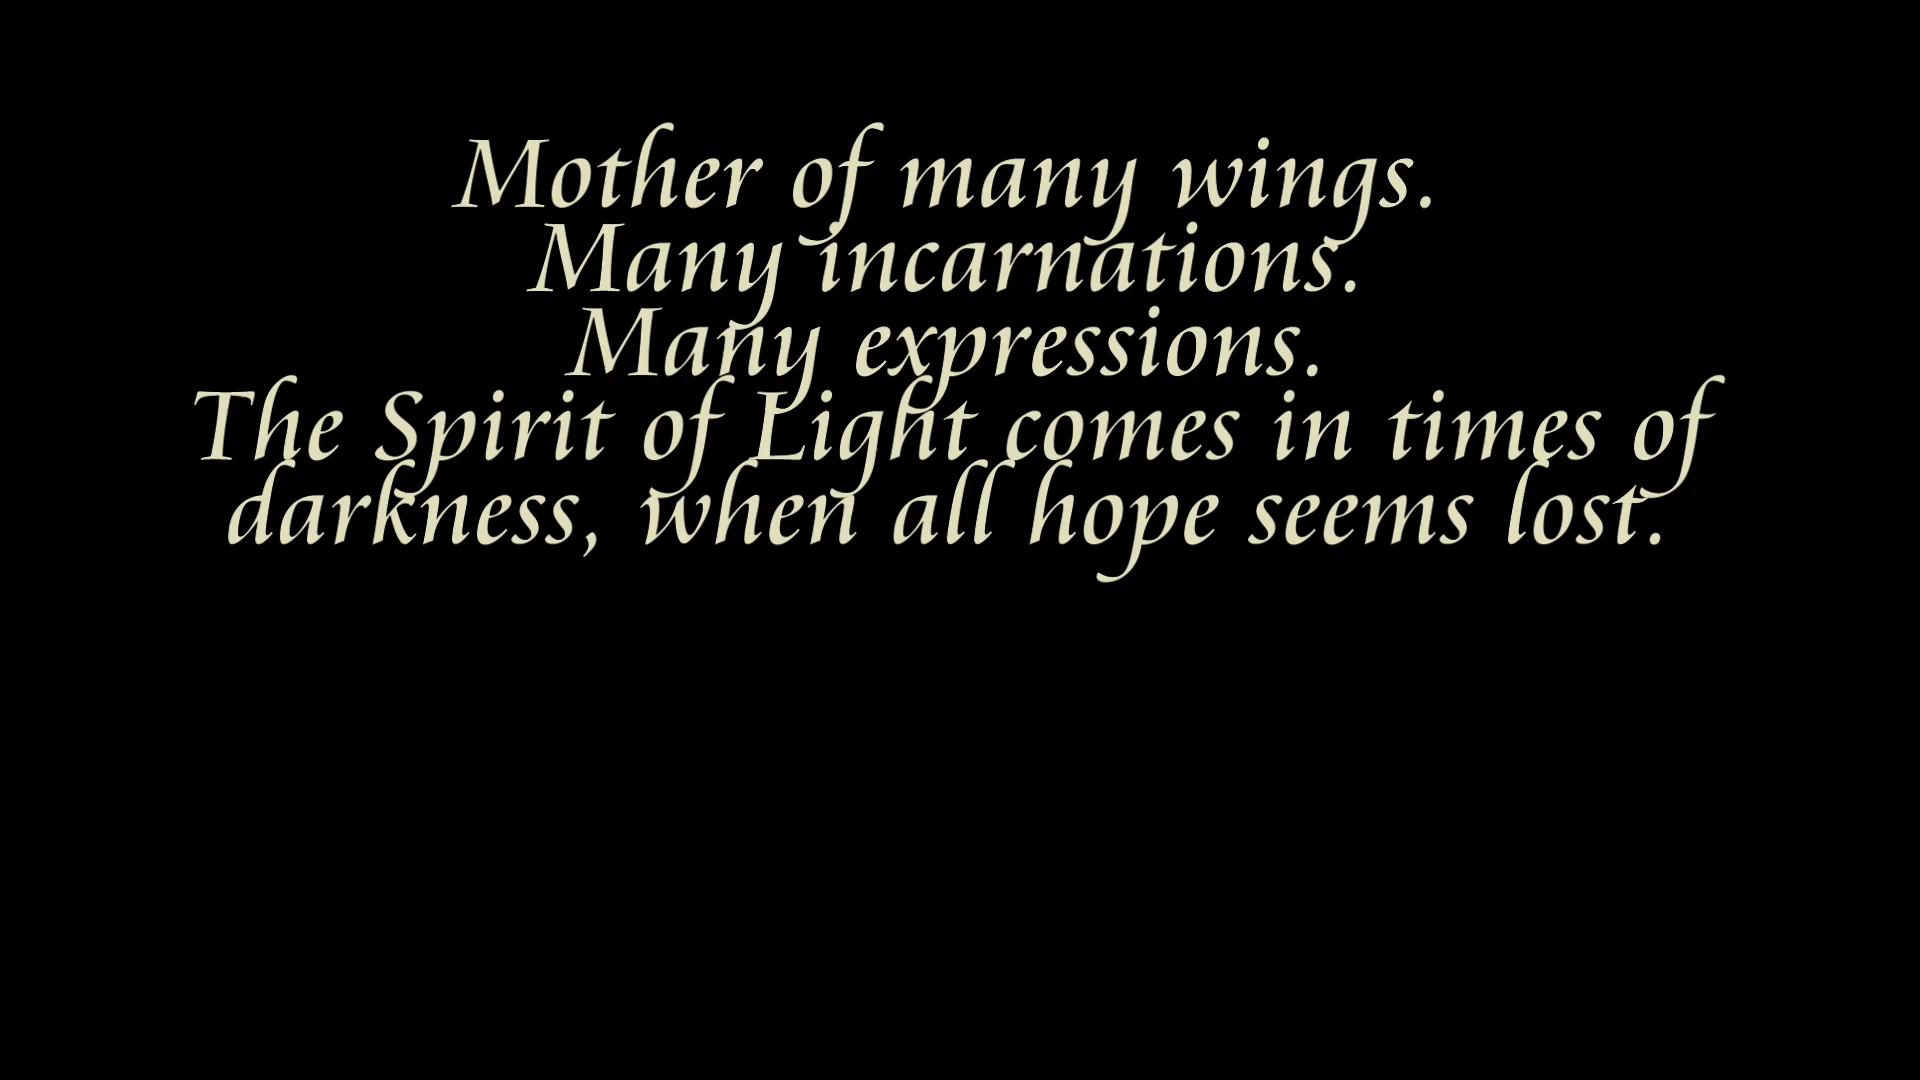 Mother of many wings.
Many incarnations.
Many expressions.
The Spirit of Light comes in times of
darkness, when all hope seems lost.